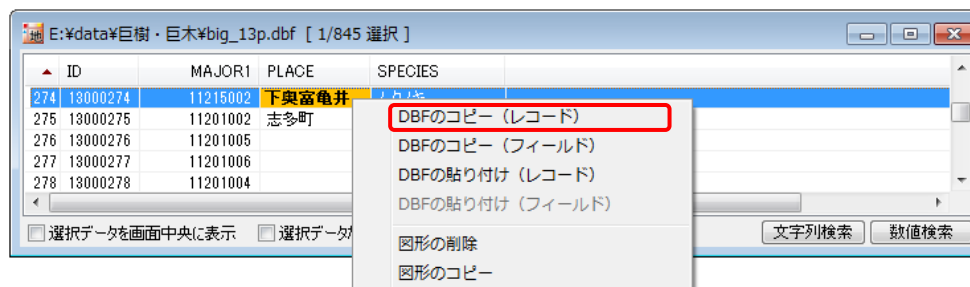 地 E:¥data¥巨樹・巨木¥big_13p.dbf [ 1/845 選択 ]
ID MAJOR1 PLACE SPECIES
274 13000274 11215002 下奥富亀井
275 13000275 11201002 志多町
276 13000276 11201005
277 13000277 11201006
278 13000278 11201004
DBFのコピー（レコード）
DBFのコピー（フィールド）
DBFの貼り付け（レコード）
DBFの貼り付け（フィールド）
図形の削除
図形のコピー
選択データを画面中央に表示 選択データ 文字列検索 数値検索